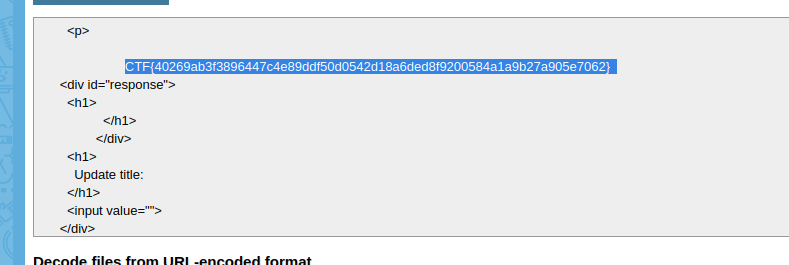 <p>
CTF{40269ab3f3896447c4e89ddf50d0542d18a6ded8f9200584a1a9b27a905e7062}
<div id="response">
<h1>
</h1>
</div>
<h1>
Update title:
</h1>
<input value="">
</div>
Decode files from URL-encoded format